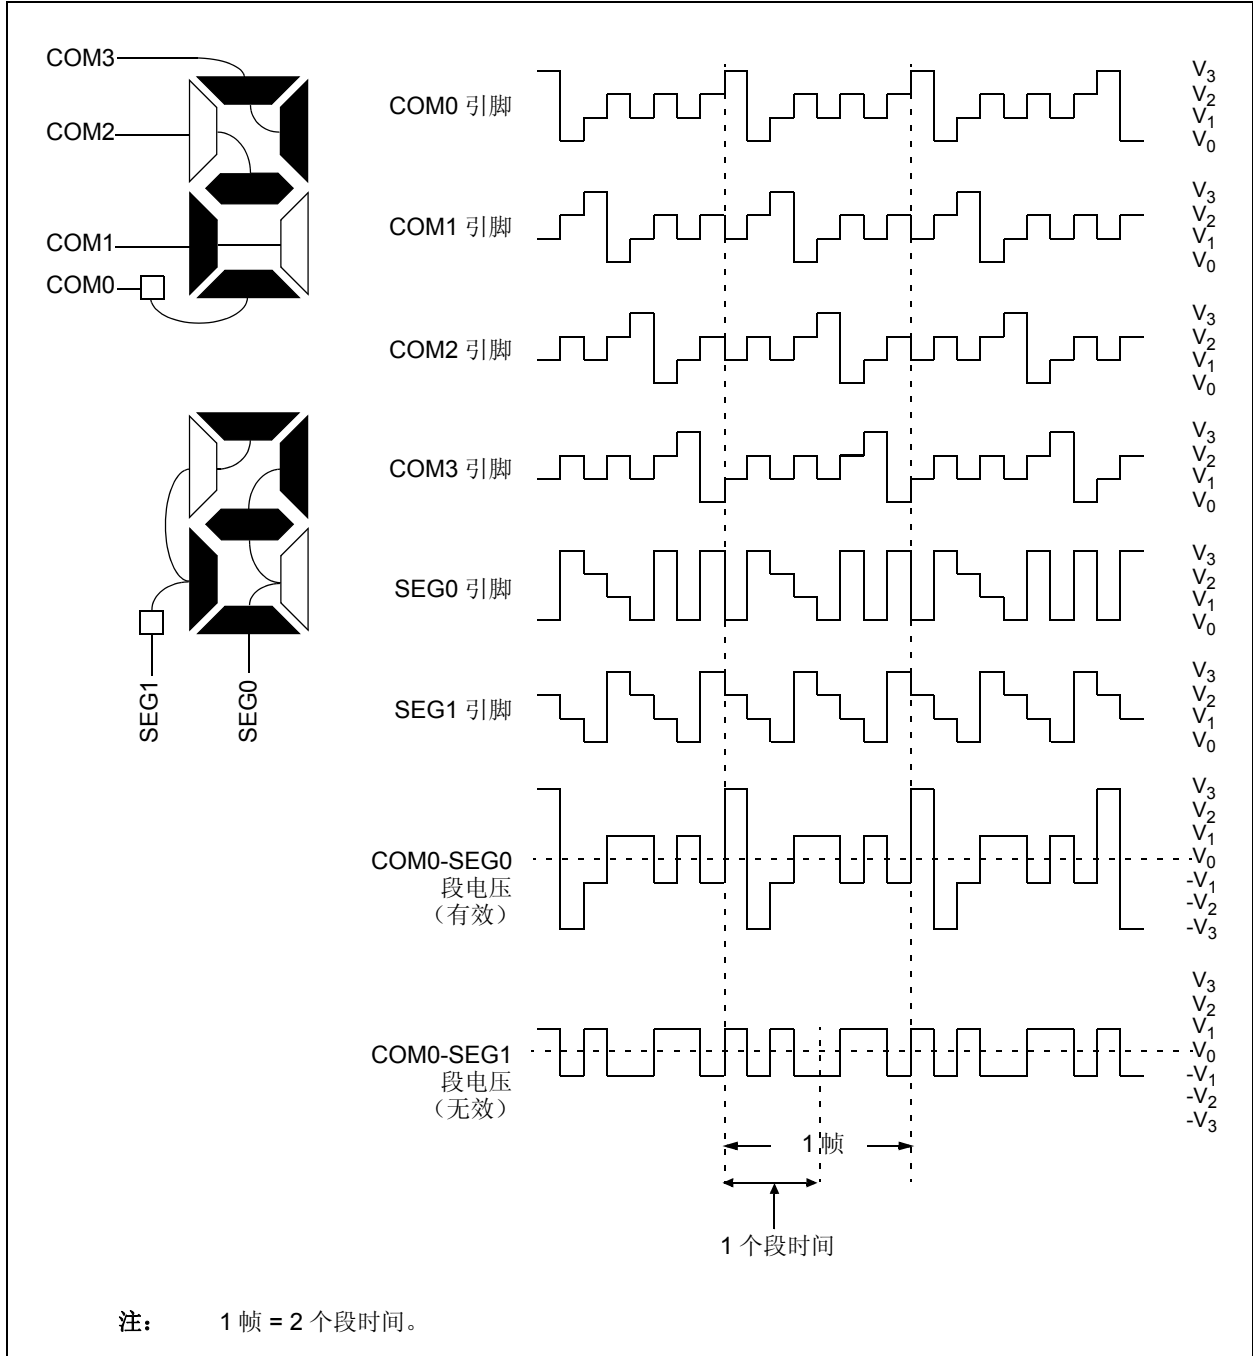 COM3
COM2
COM1
COM0
SEG1
SEG0
COM0 引脚
V3
V2
V1
V0
COM1 引脚
V3
V2
V1
V0
COM2 引脚
V3
V2
V1
V0
COM3 引脚
V3
V2
V1
V0
SEG0 引脚
V3
V2
V1
V0
SEG1 引脚
V3
V2
V1
V0
COM0-SEG0
段电压
（有效）
V3
V2
V1
V0
-V1
-V2
-V3
COM0-SEG1
段电压
（无效）
V3
V2
V1
V0
-V1
-V2
-V3
1 帧
1 个段时间
注： 1 帧 = 2 个段时间。